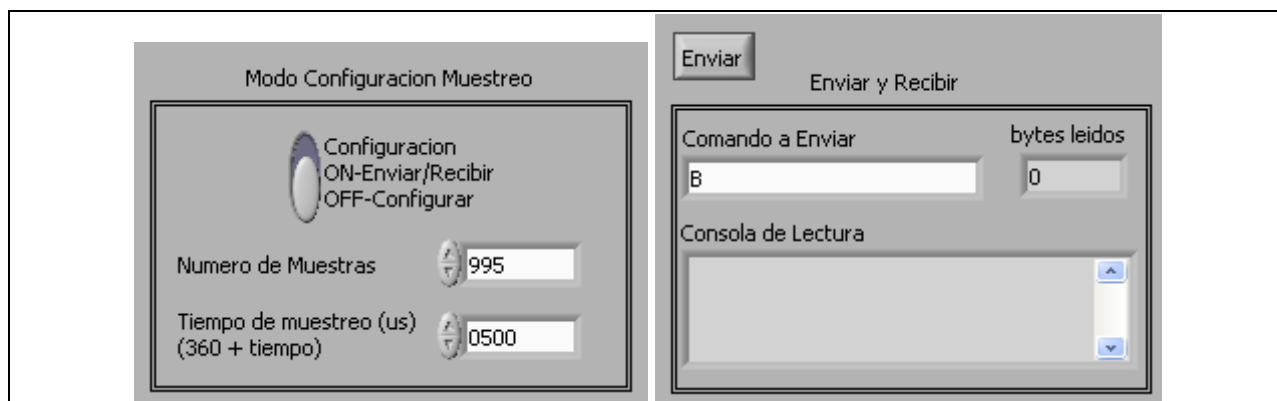 Modo Configuracion Muestreo
Configuracion
ON-Enviar/Recibir
OFF-Configurar
Numero de Muestras
995
Tiempo de muestreo (us)
(360 + tiempo)
0500
Enviar
Enviar y Recibir
Comando a Enviar
bytes leidos
B
0
Consola de Lectura